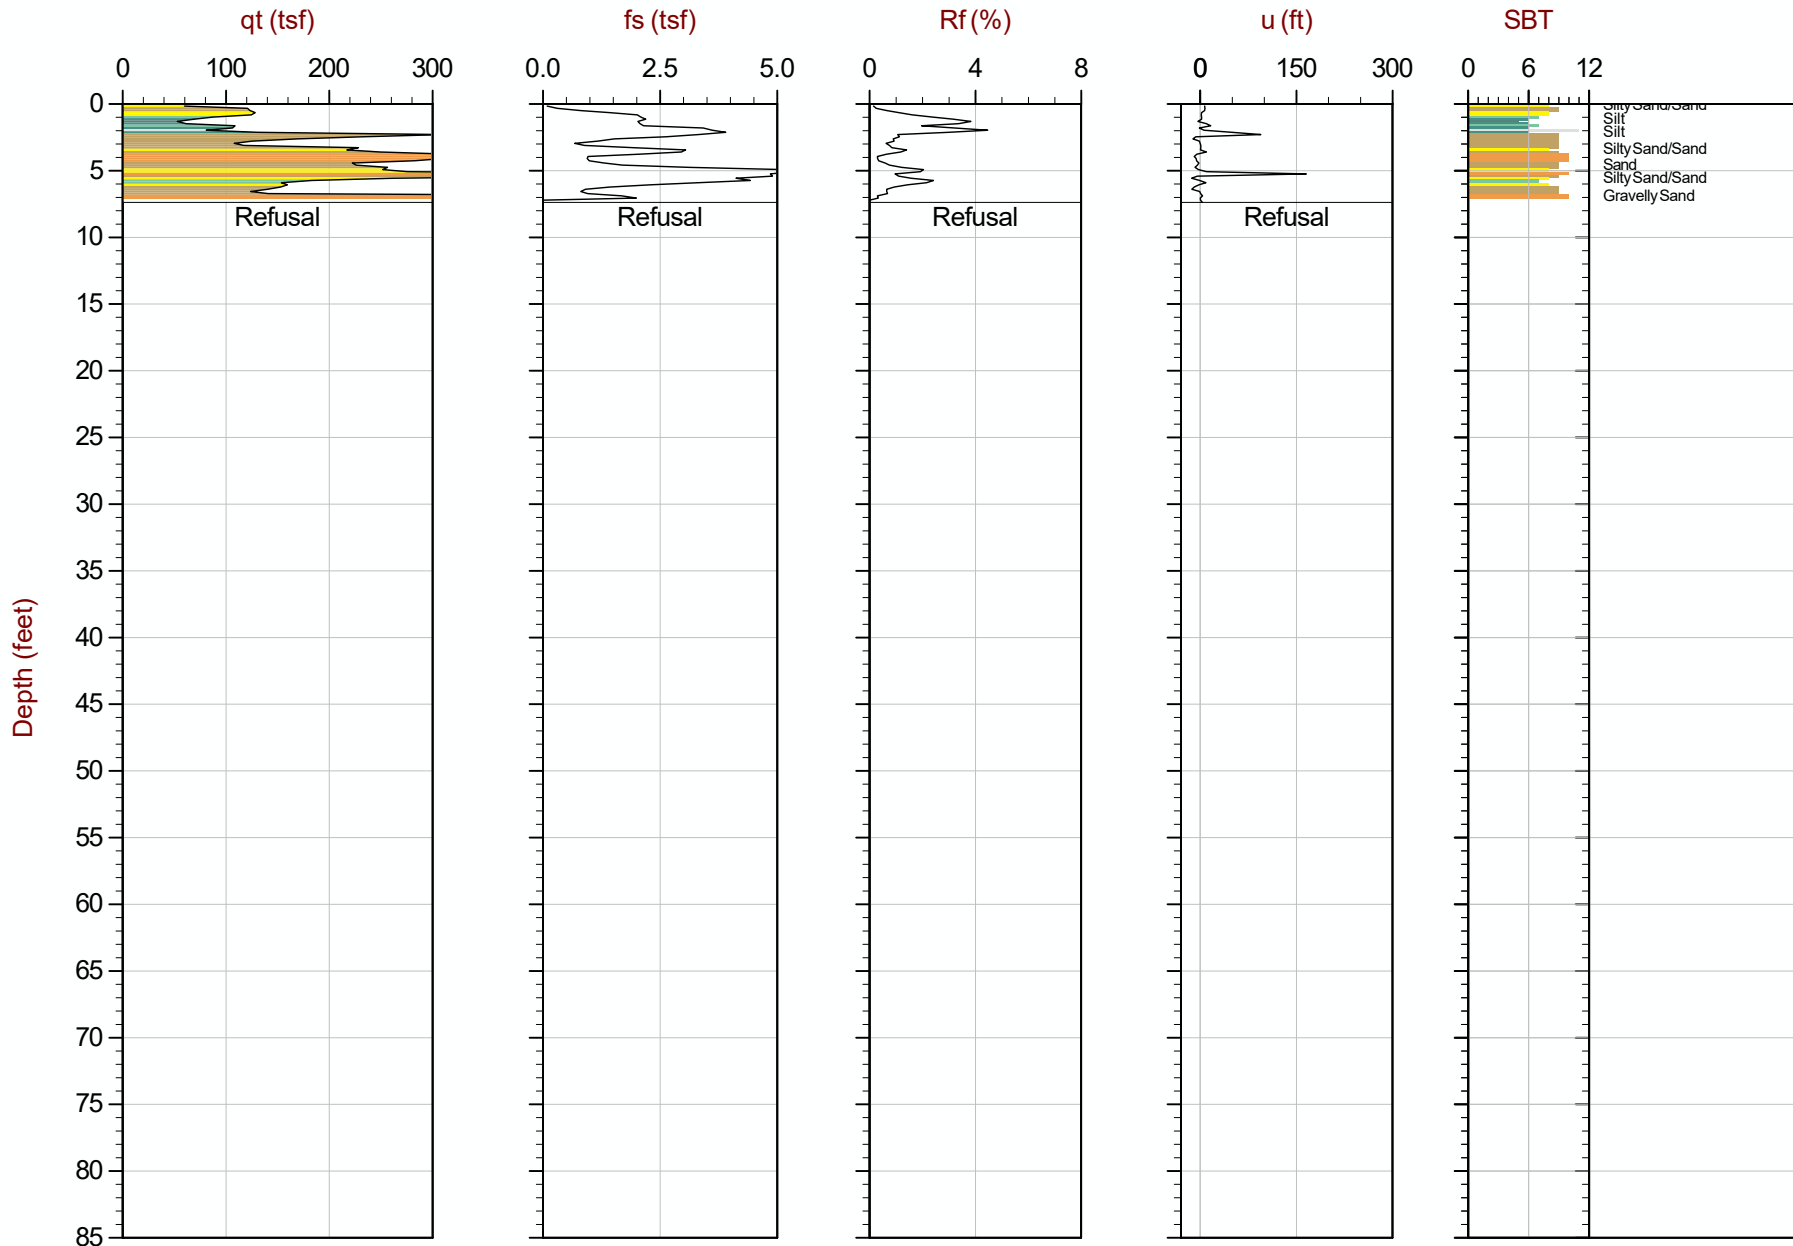 qt (tsf) fs (tsf) Rf (%) u (ft) SBT
0 100 200 300 0.0 2.5 5.0 0 4 8 0 150 300 0 6 12
0
Silty Sand/Sand
Silt
Silt
Silty Sand/Sand
Sand
5
Silty Sand/Sand
Gravelly Sand
Refusal Refusal Refusal Refusal
10
15
20
25
30
35
40
Depth (feet)
45
50
55
60
65
70
75
80
85